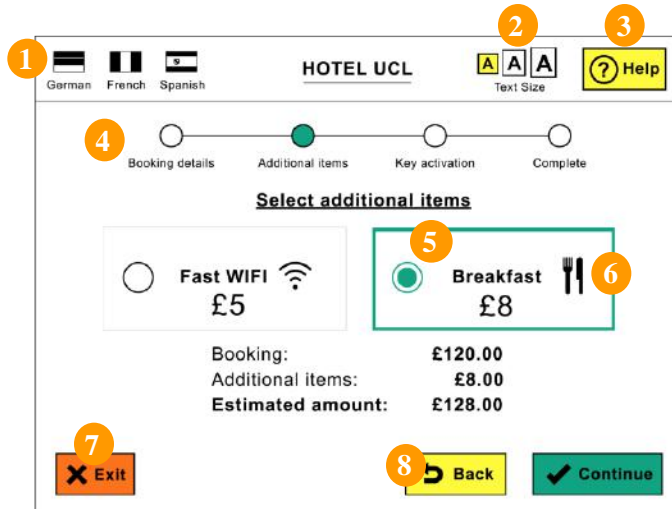 1
2
3
German French Spanish
HOTEL UCL
A A A
Text Size
? Help
4
Booking details Additional items Key activation Complete
Select additional items
5
Fast WIFI
£5
Breakfast
£8
6
Booking: £120.00
Additional items: £8.00
Estimated amount: £128.00
7
Exit
8
Back
Continue